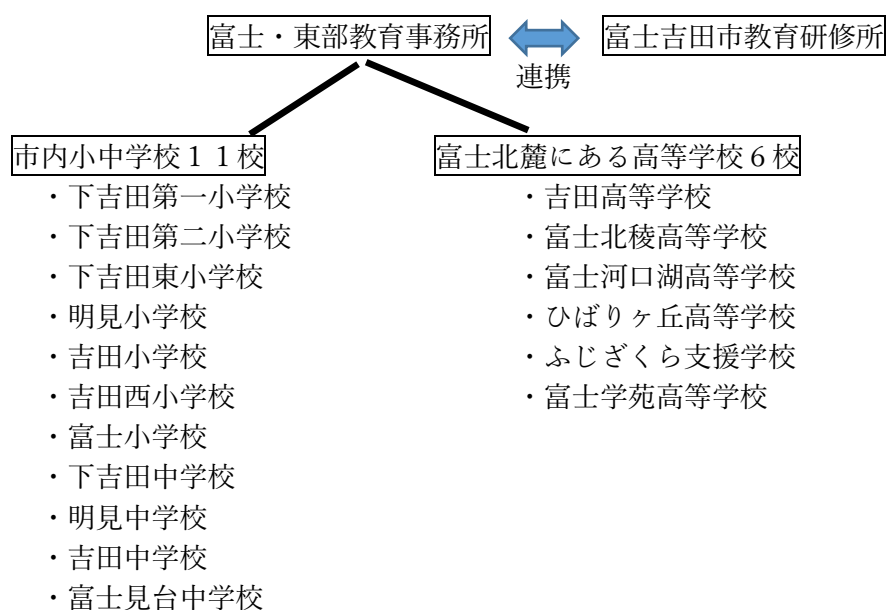 富士・東部教育事務所
富士吉田市教育研修所
連携
市内小中学校１１校
・下吉田第一小学校
・下吉田第二小学校
・下吉田東小学校
・明見小学校
・吉田小学校
・吉田西小学校
・富士小学校
・下吉田中学校
・明見中学校
・吉田中学校
・富士見台中学校
富士北麓にある高等学校６校
・吉田高等学校
・富士北稜高等学校
・富士河口湖高等学校
・ひばりヶ丘高等学校
・ふじざくら支援学校
・富士学苑高等学校